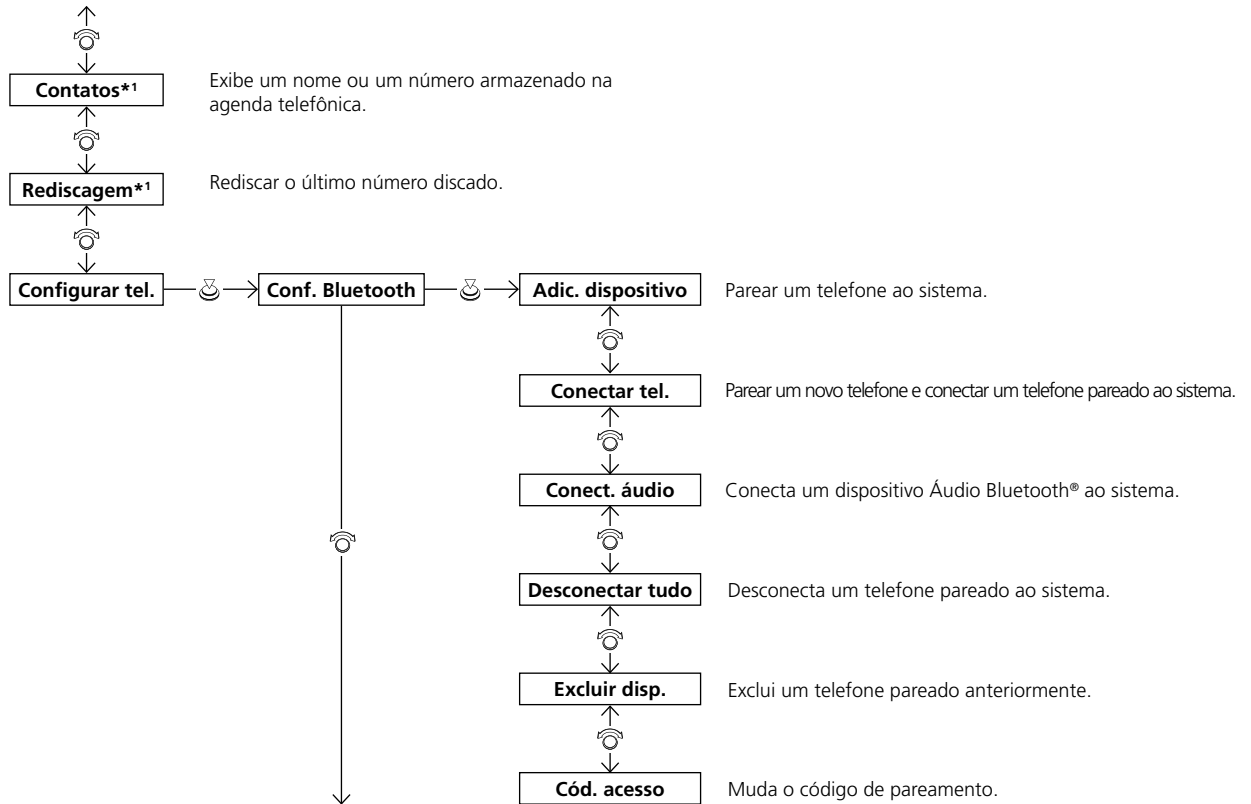 Contatos*1
Exibe um nome ou um número armazenado na
agenda telefônica.
Rediscagem*1
Rediscar o último número discado.
Configurar tel.
Conf. Bluetooth
Adic. dispositivo
Parear um telefone ao sistema.
Conectar tel.
Parear um novo telefone e conectar um telefone pareado ao sistema.
Conect. áudio
Conecta um dispositivo Áudio Bluetooth® ao sistema.
Desconectar tudo
Desconecta um telefone pareado ao sistema.
Excluir disp.
Exclui um telefone pareado anteriormente.
Cód. acesso
Muda o código de pareamento.